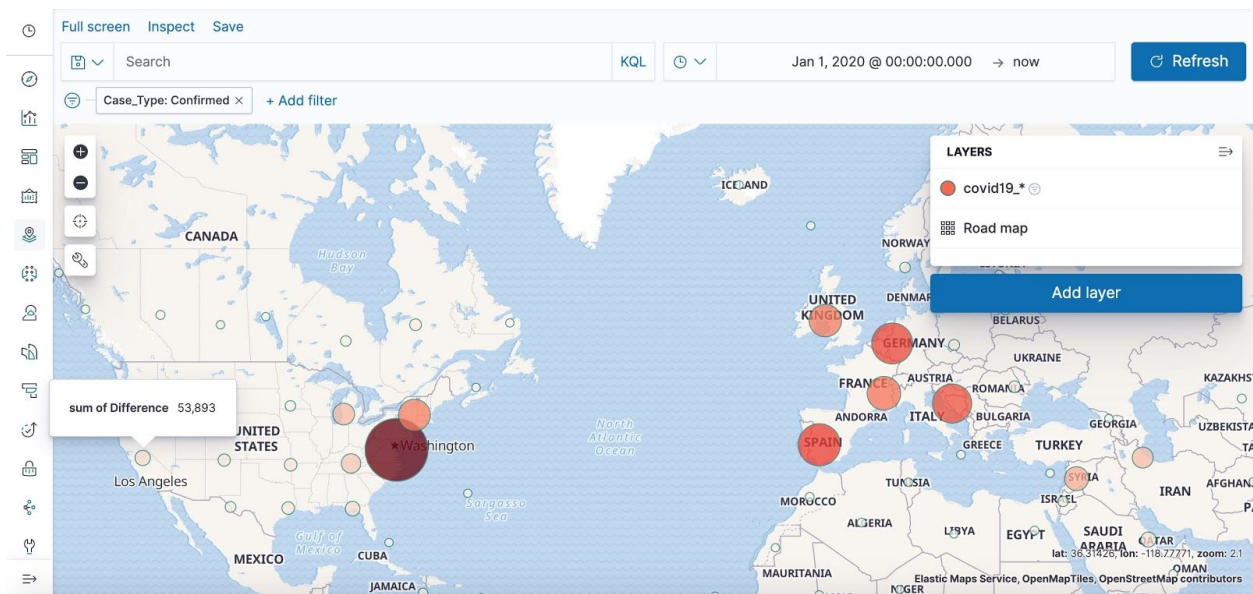 Full screen Inspect Save
Search KQL Jan 1, 2020 @ 00:00:00.000 → now Refresh
Case_Type: Confirmed × + Add filter
LAYERS
covid19_*
Road map
Add layer
ICELAND
CANADA
Hudson
Bay
NORWAY
UNITED
KINGDOM
DENMAR
BELARUS
GERMANY
UKRAINE
FRANCE
AUSTRIA
ROMANIA
KAZAKHS
sum of Difference 53,893
ANDORRA
ITALY
BULGARIA
GEORGIA
UZBEKISTA
North
Atlantic
Ocean
UNITED
STATES
Washington
SPAIN
GREECE
TURKEY
TA
Los Angeles
TUNISIA
SYRIA
IRAN
AFGHAN
Sargasso
Sea
MOROCCO
ISRAEL
P
ALGERIA
LIBYA
EGYPT
SAUDI
ARABIA
QATAR
Gulf of
Mexico
MEXICO
CUBA
lat: 36.31426, lon: -118.77771, zoom: 2.1
MAURITANIA
OMAN
Elastic Maps Service, OpenMapTiles, OpenStreetMap contributors
JAMAICA
NIGER